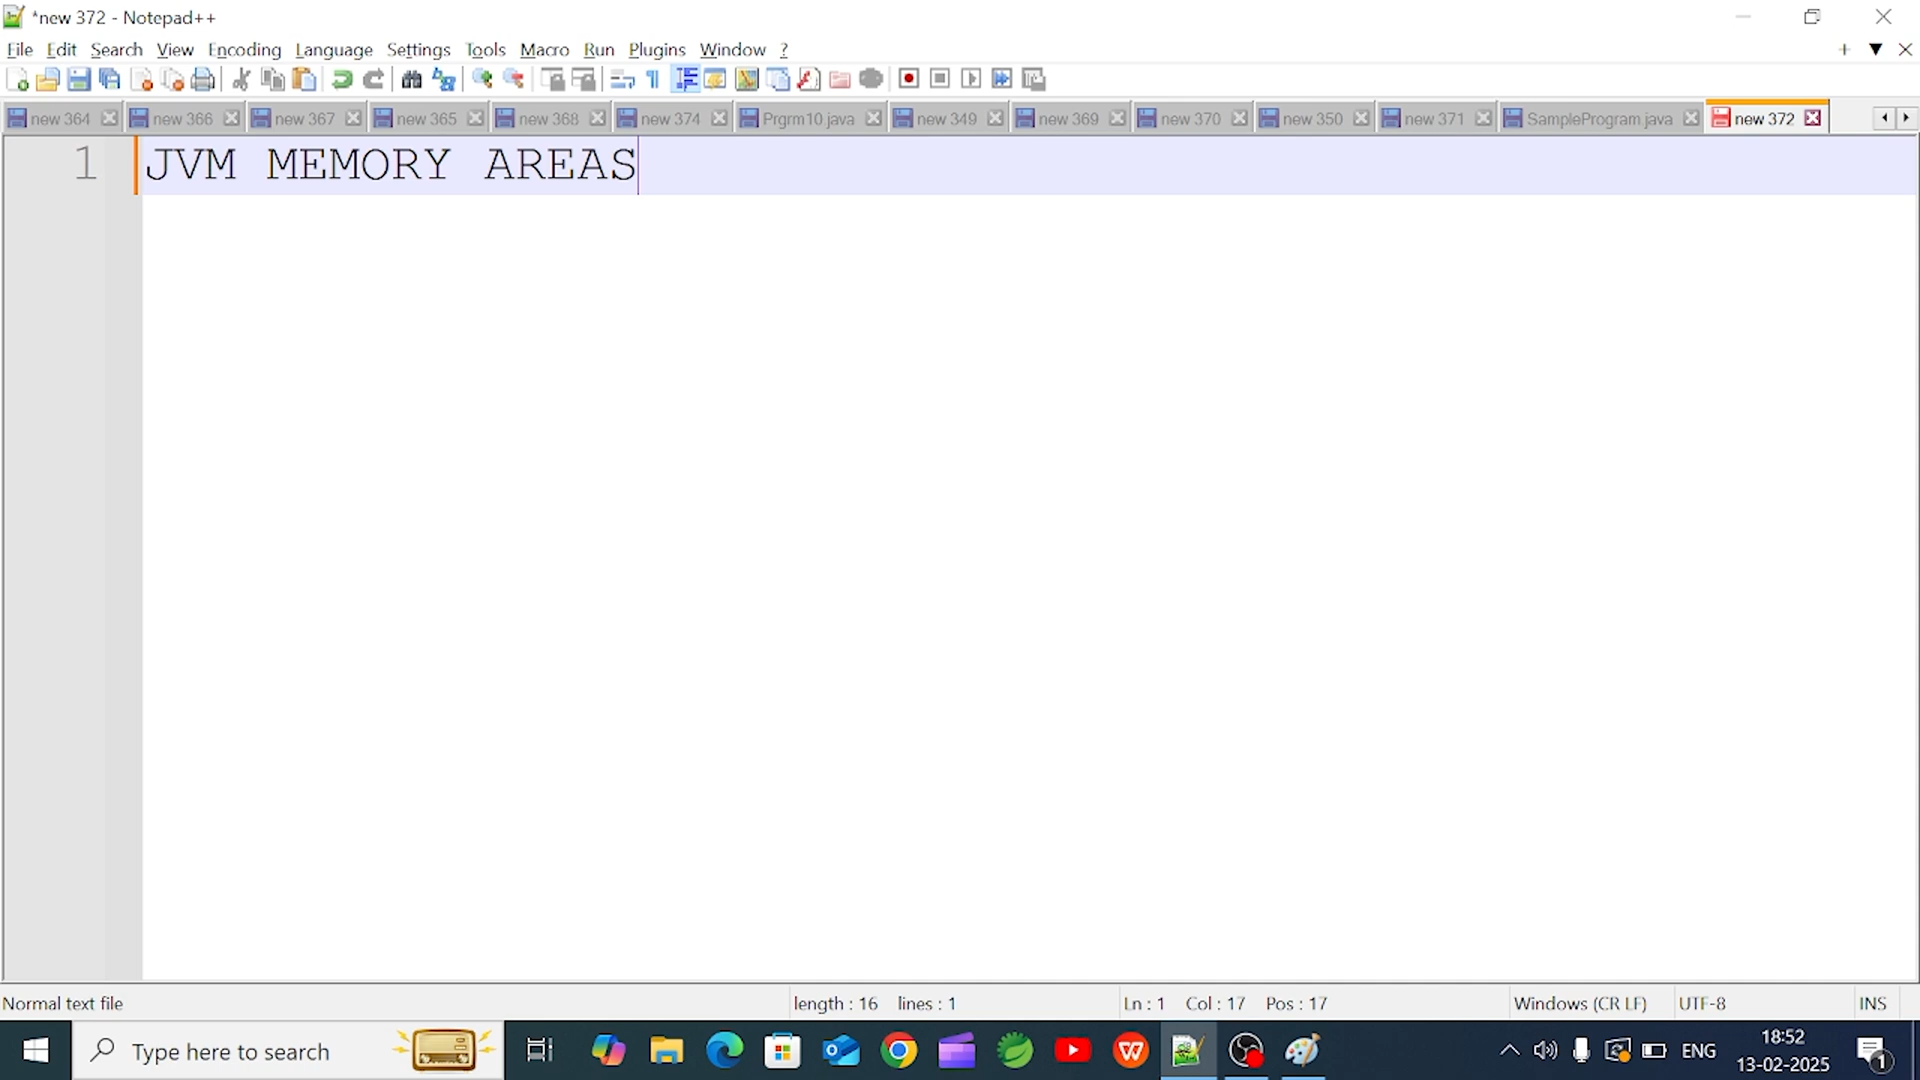 *new 372 - Notepad++
File Edit Search View Encoding Language Settings Tools Macro Run Plugins Window ?
new 364 new 366 new 367 new 365 new 368 new 374 Prgrm10.java new 349 new 369 new 370 new 350 new 371 SampleProgram.java new 372
1 JVM MEMORY AREAS
Normal text file length : 16 lines : 1 Ln : 1 Col : 17 Pos : 17 Windows (CR LF) UTF-8 INS
Type here to search ENG 18:52
13-02-2025 1